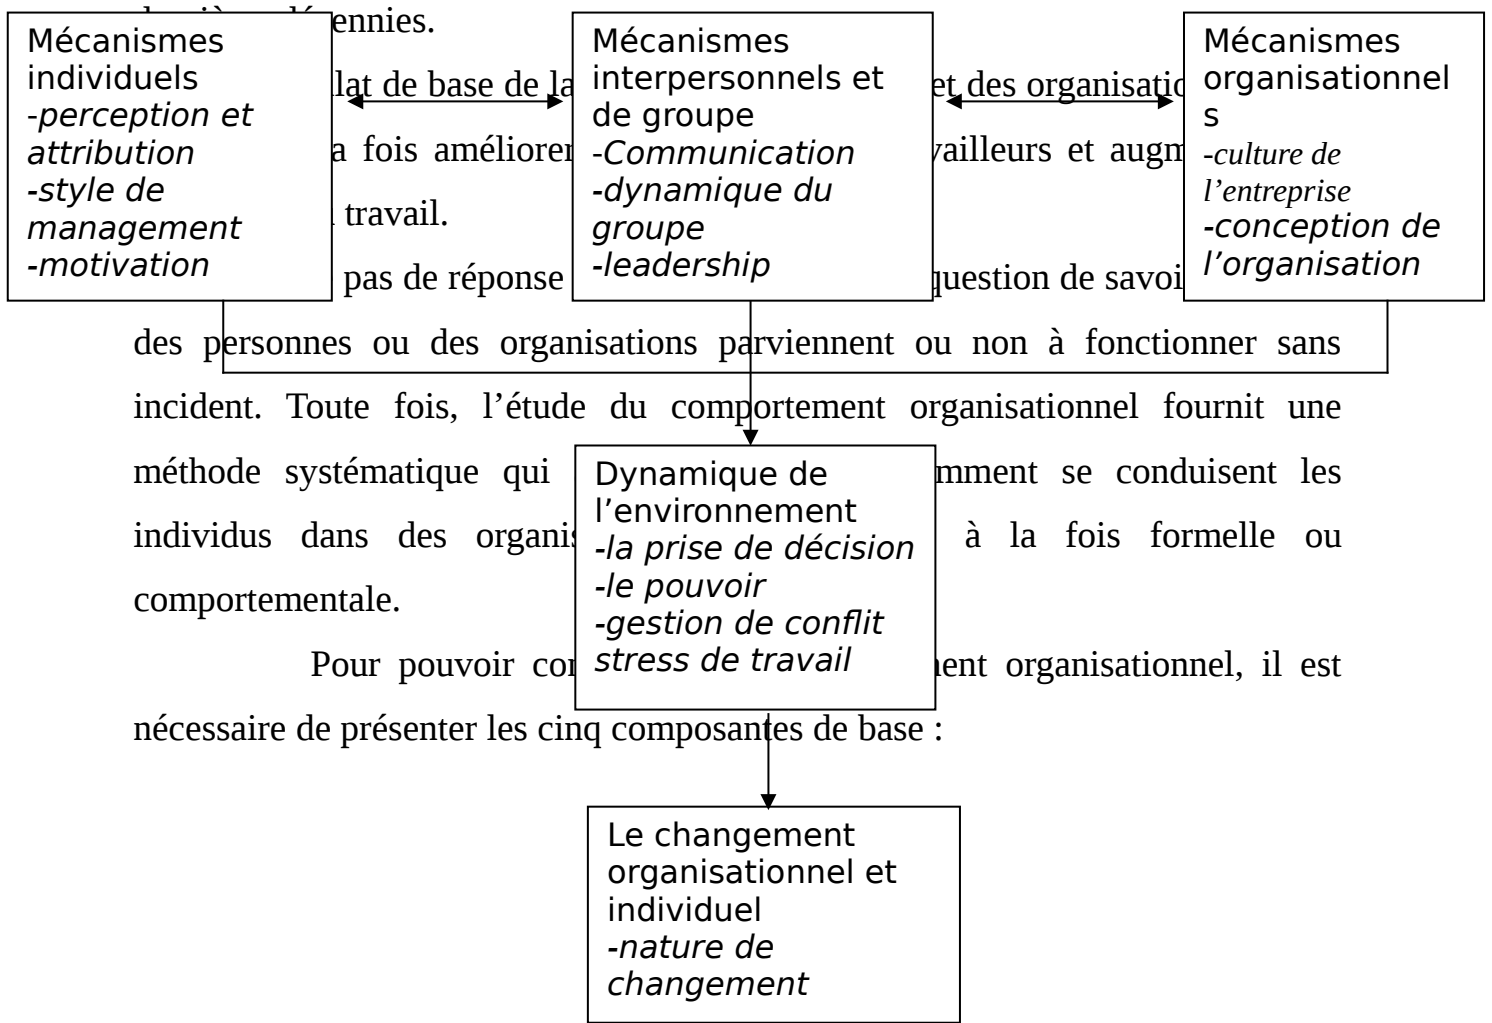 ennies.
Mécanismes
individuels
-perception et
attribution
-style de
management
-motivation
Mécanismes
interpersonnels et
de groupe
-Communication
-dynamique du
groupe
-leadership
Mécanismes
organisationnel
s
-culture de
l’entreprise
-conception de
l’organisation
lat de base de la et des organisatio
a fois améliorer vailleurs et augm
travail.
pas de réponse question de savoi
des personnes ou des organisations parviennent ou non à fonctionner sans
incident. Toute fois, l’étude du comportement organisationnel fournit une
méthode systématique qui mment se conduisent les
individus dans des organis à la fois formelle ou
comportementale.
Pour pouvoir con ent organisationnel, il est
nécessaire de présenter les cinq composantes de base :
Dynamique de
l’environnement
-la prise de décision
-le pouvoir
-gestion de conflit
stress de travail
Le changement
organisationnel et
individuel
-nature de
changement